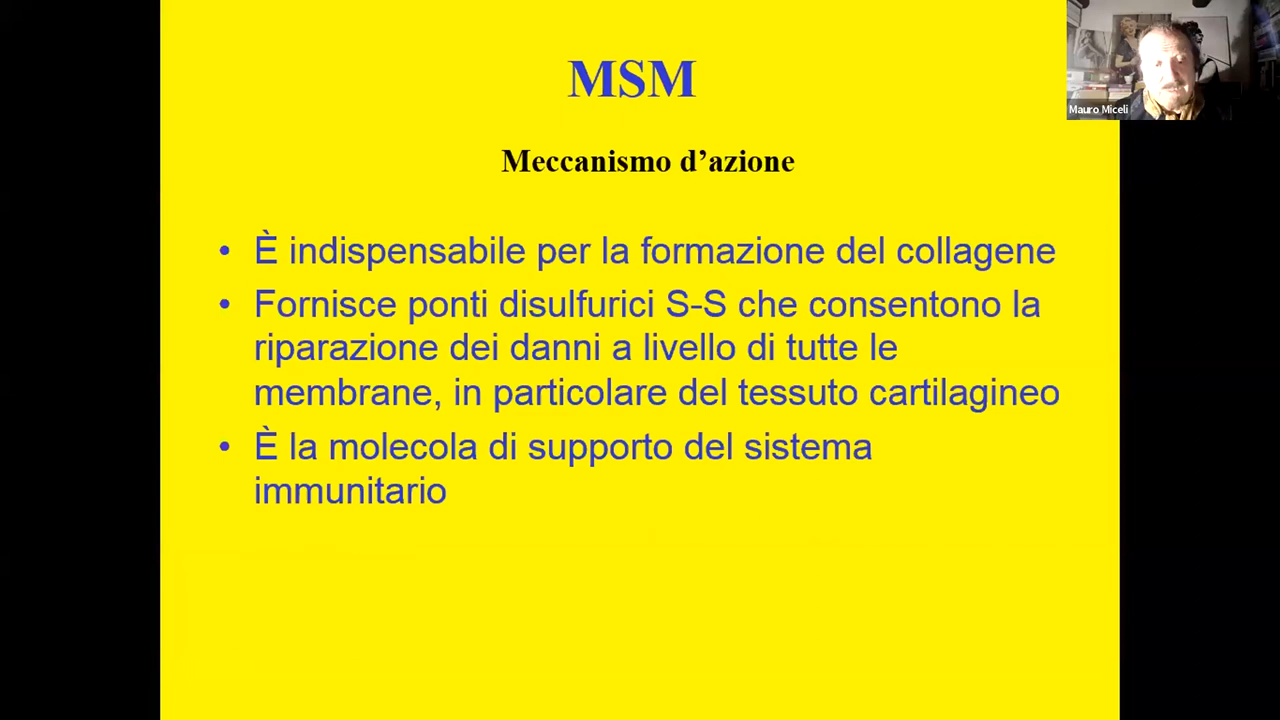 MSM
Mauro Miceli
Meccanismo d’azione
• È indispensabile per la formazione del collagene
• Fornisce ponti disulfurici S-S che consentono la
riparazione dei danni a livello di tutte le
membrane, in particolare del tessuto cartilagineo
• È la molecola di supporto del sistema
immunitario